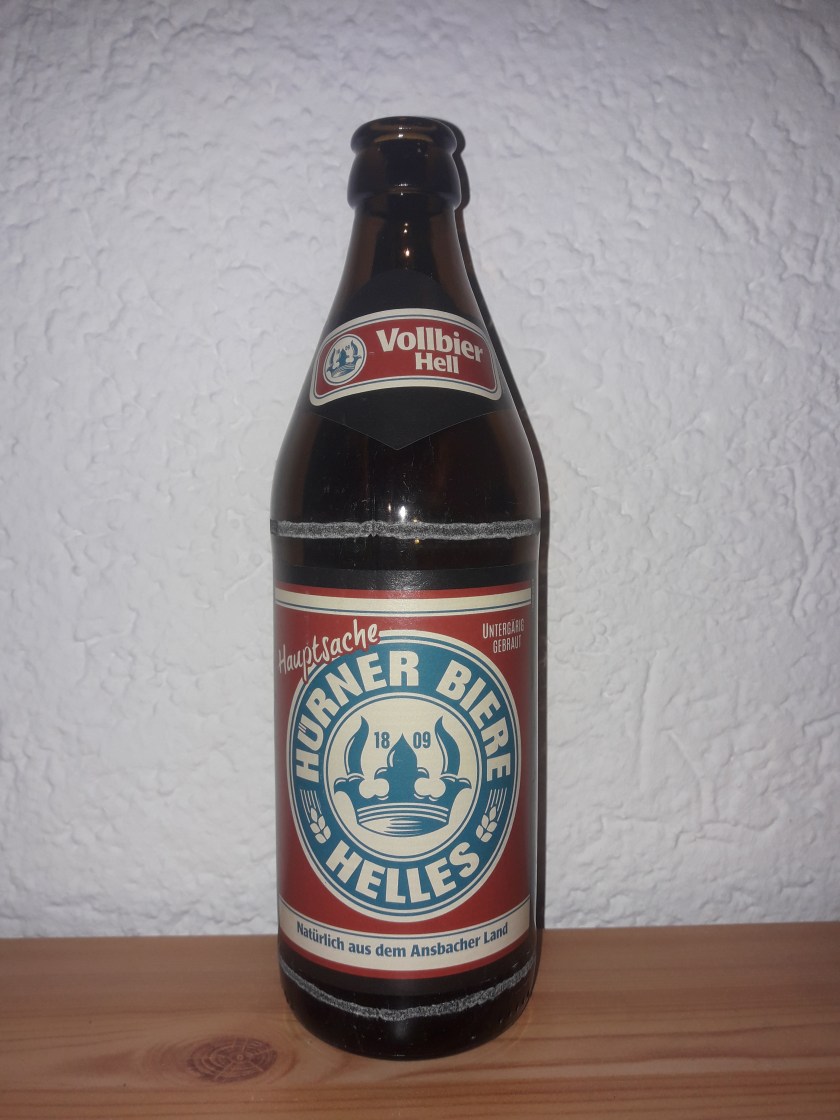 Vollbier
Hell
Hauptsache
UNTERGÄRIG
GEBRAUT
HÜRNER BIERE
18 09
HELLES
Natürlich aus dem Ansbacher Land